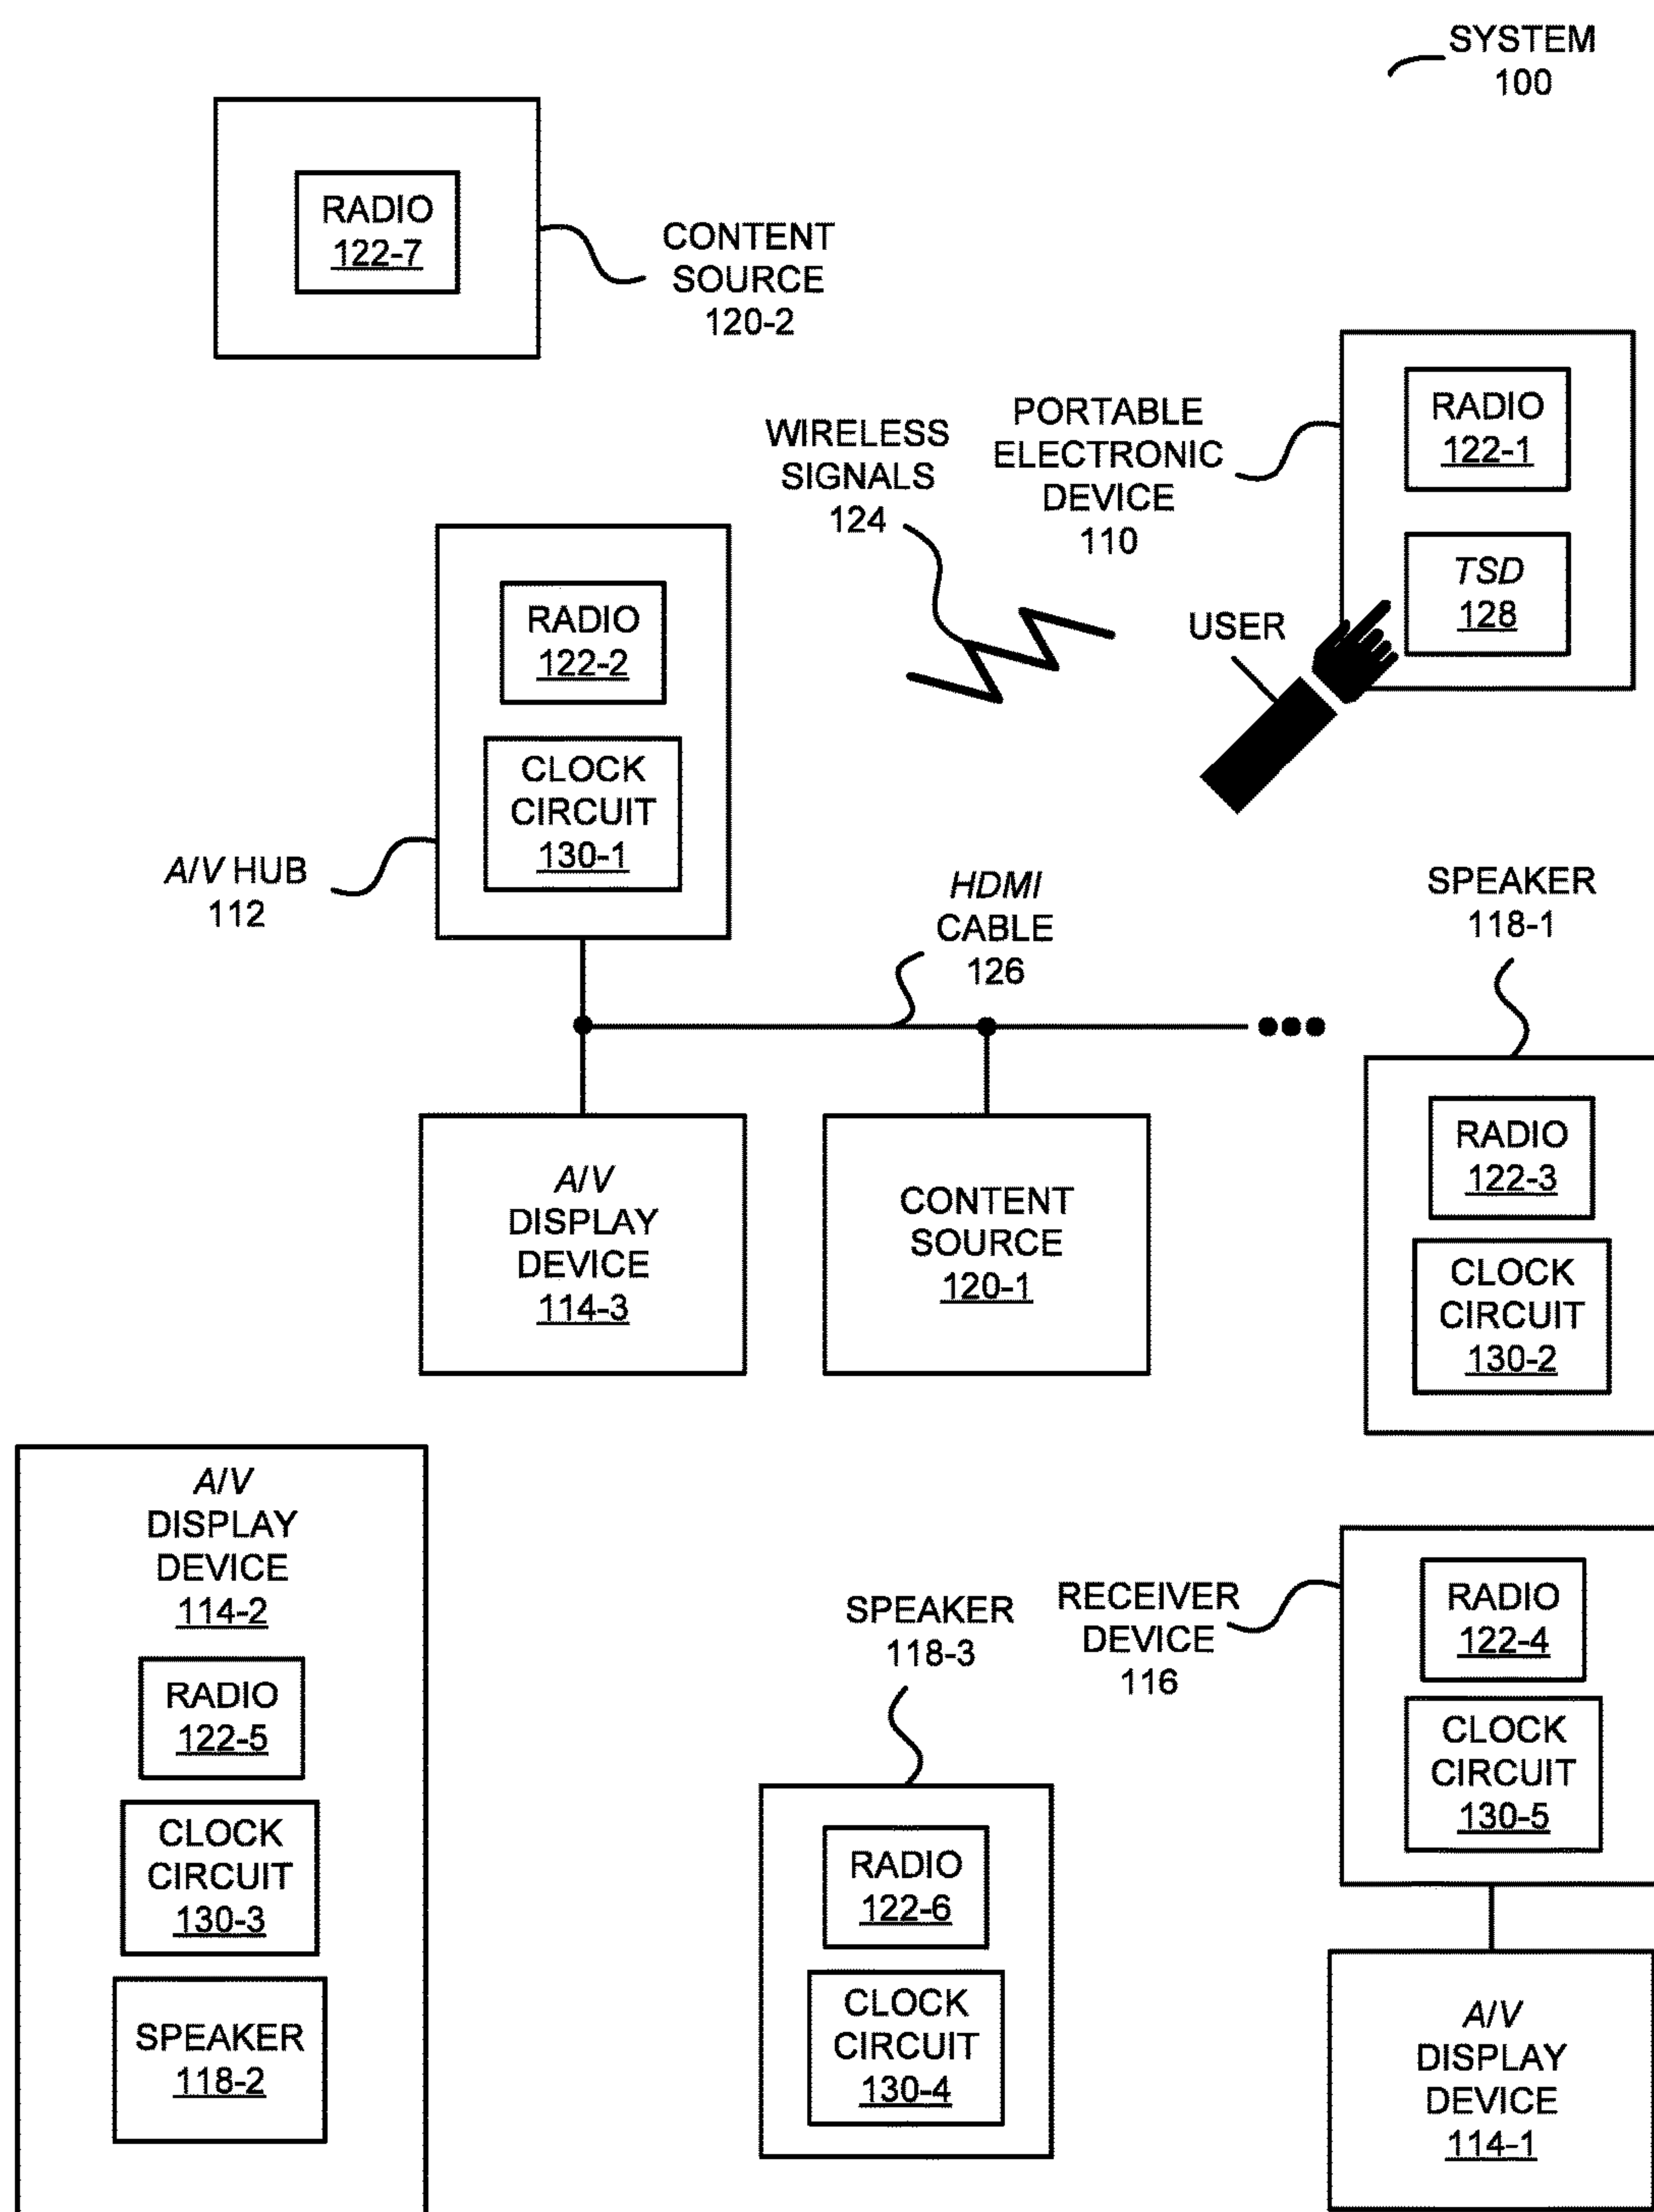 SYSTEM
100
RADIO
122-7
CONTENT
SOURCE
120-2
PORTABLE
ELECTRONIC
DEVICE
110
RADIO
122-1
TSD
128
WIRELESS
SIGNALS
124
USER
RADIO
122-2
CLOCK
CIRCUIT
130-1
A/V HUB
112
HDMI
CABLE
126
SPEAKER
118-1
RADIO
122-3
CLOCK
CIRCUIT
130-2
A/V
DISPLAY
DEVICE
114-3
CONTENT
SOURCE
120-1
A/V
DISPLAY
DEVICE
114-2
RADIO
122-5
CLOCK
CIRCUIT
130-3
SPEAKER
118-2
SPEAKER
118-3
RADIO
122-6
CLOCK
CIRCUIT
130-4
RECEIVER
DEVICE
116
RADIO
122-4
CLOCK
CIRCUIT
130-5
A/V
DISPLAY
DEVICE
114-1